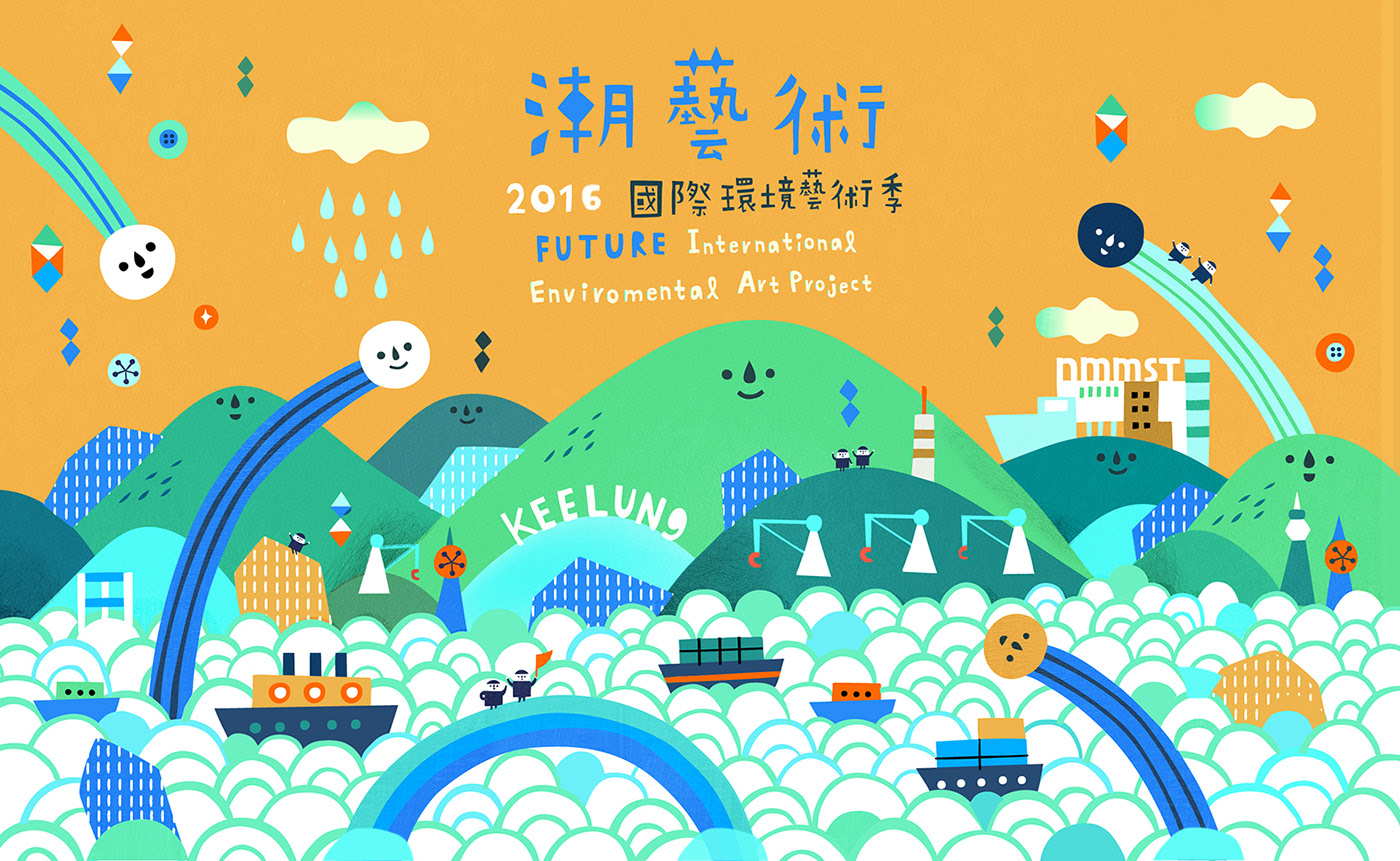 潮藝術
2016 國際環境藝術季
FUTURE International
Enviromental Art Project
nmmst
KEELUNg